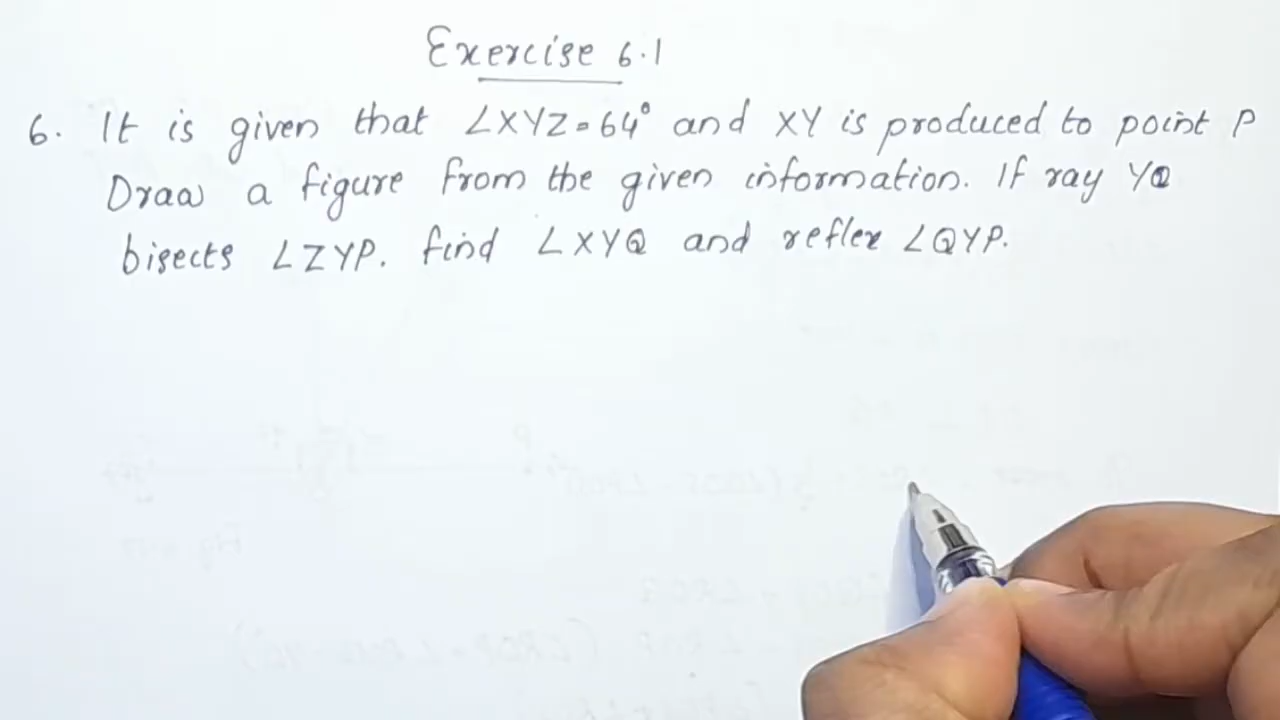 Exercise 6.1
6. It is given that ∠XYZ=64° and XY is produced to point P
Draw a figure from the given information. If ray YQ
bisects ∠ZYP. find ∠XYQ and reflex ∠QYP.